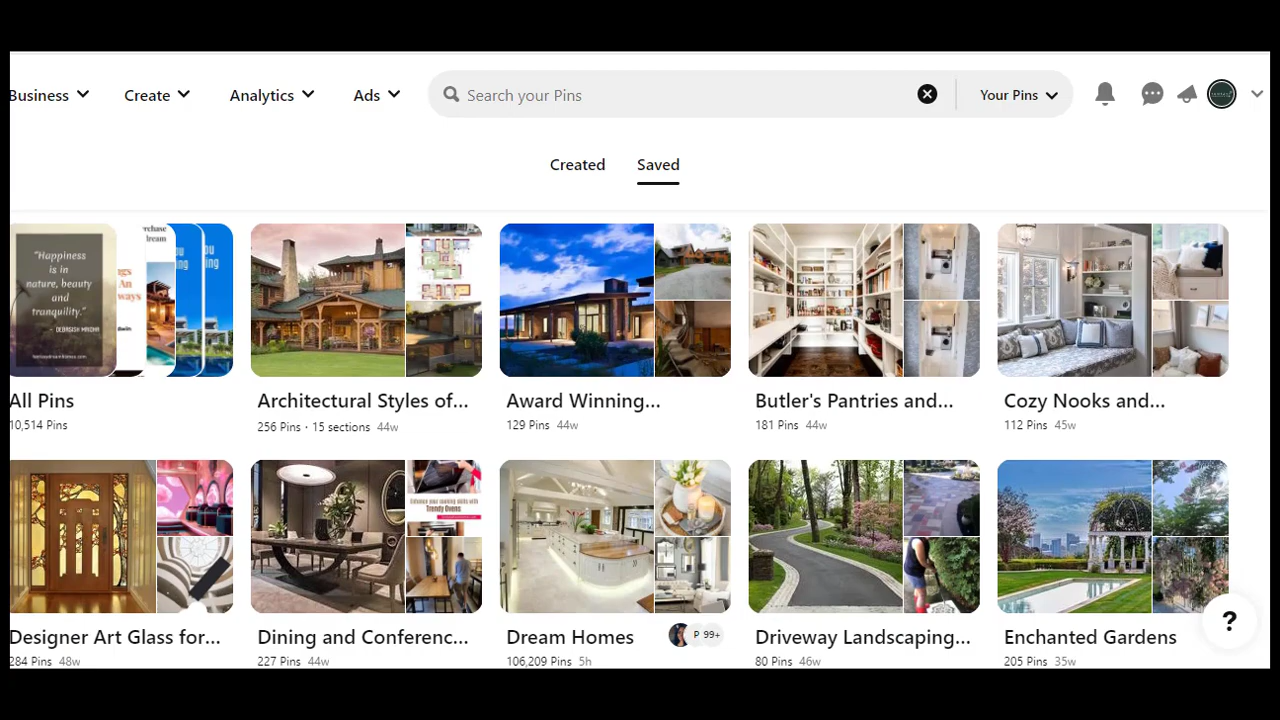 Business
Create
Analytics
Ads
Search your Pins
Your Pins
Created
Saved
"Happiness
is in
nature, beauty
and
tranquility."
All Pins
10,514 Pins
Architectural Styles of...
256 Pins · 15 sections 44w
Award Winning...
129 Pins 44w
Butler's Pantries and...
181 Pins 44w
Cozy Nooks and...
112 Pins 45w
Trendy Ovens
Designer Art Glass for...
284 Pins 48w
Dining and Conferenc...
227 Pins 44w
Dream Homes
P 99+
106,209 Pins 5h
Driveway Landscaping...
80 Pins 46w
Enchanted Gardens
205 Pins 35w
?